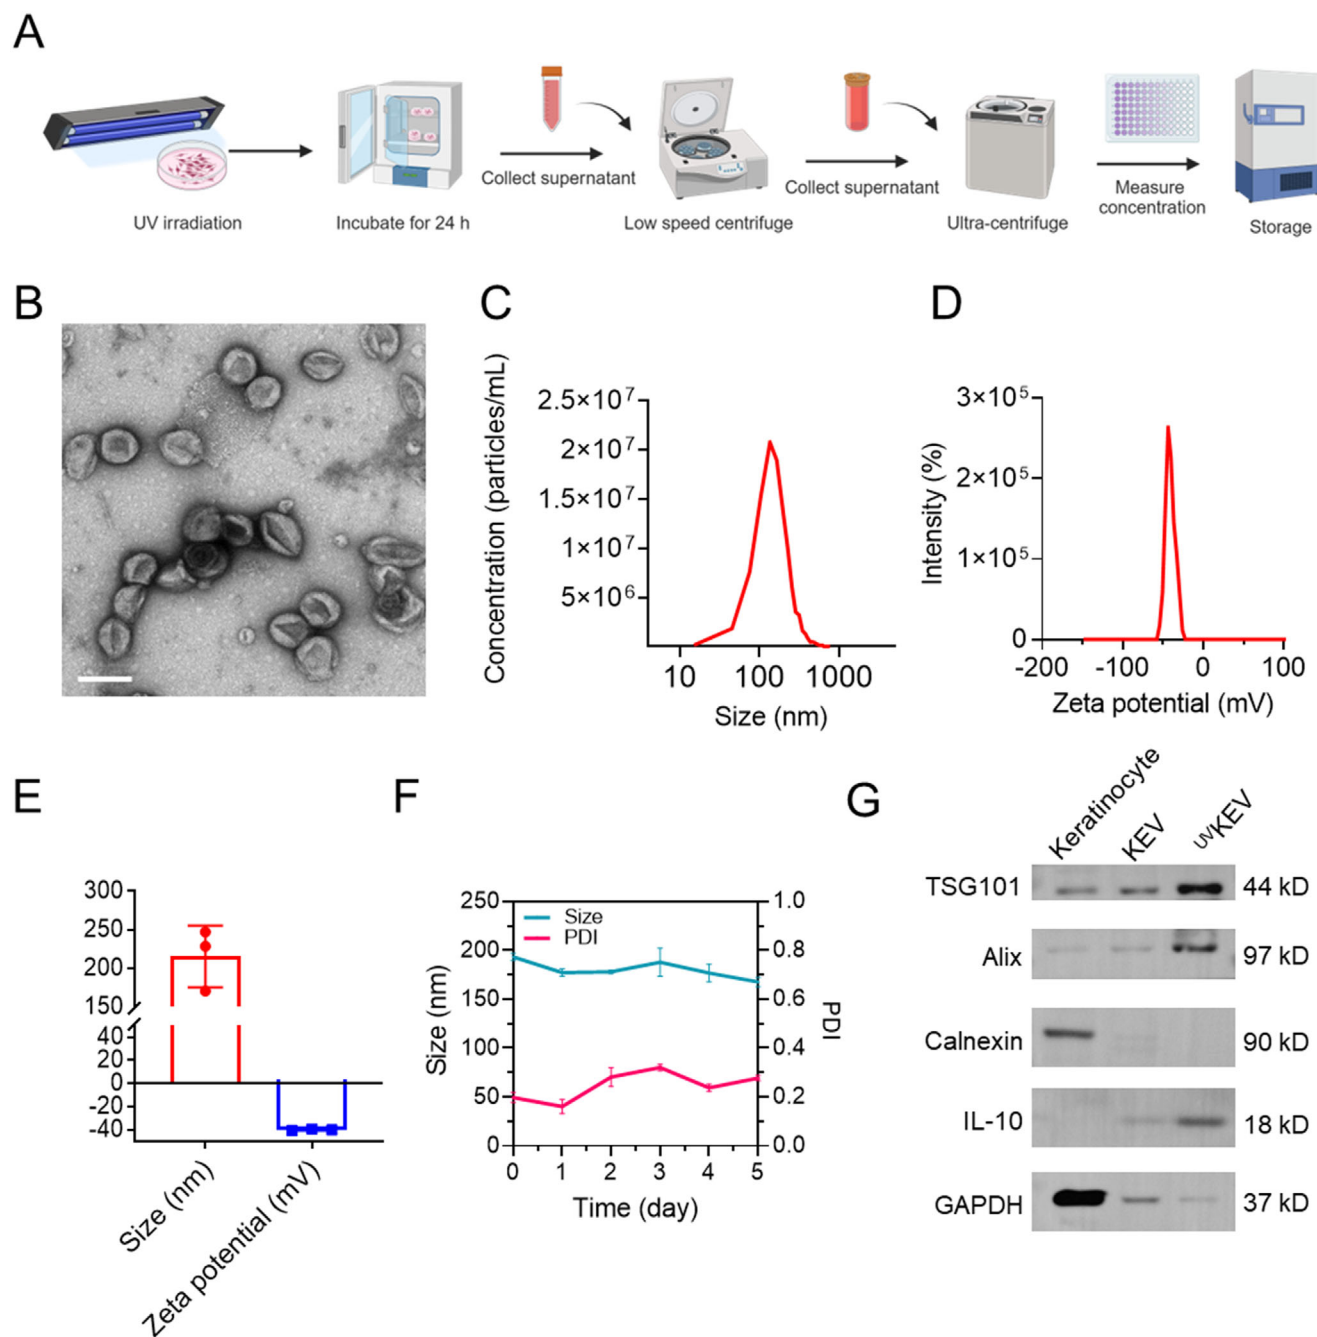 A
UV irradiation
Incubate for 24 h
Collect supernatant
Low speed centrifuge
Collect supernatant
Ultra-centrifuge
Measure
concentration
Storage
B
C
Concentration (particles/mL)
2.5×10⁷
2×10⁷
1.5×10⁷
1×10⁷
5×10⁶
10
100
1000
Size (nm)
D
Intensity (%)
3×10⁵
2×10⁵
1×10⁵
0
-200
-100
0
100
Zeta potential (mV)
E
300
250
200
150
40
20
0
-20
-40
Size (nm)
Zeta potential (mV)
F
Size (nm)
250
200
150
100
50
0
Size
PDI
1.0
0.8
0.6
0.4
0.2
0.0
PDI
0
1
2
3
4
5
Time (day)
G
Keratinocyte
KEV
ᵁⱽKEV
TSG101
44 kD
Alix
97 kD
Calnexin
90 kD
IL-10
18 kD
GAPDH
37 kD